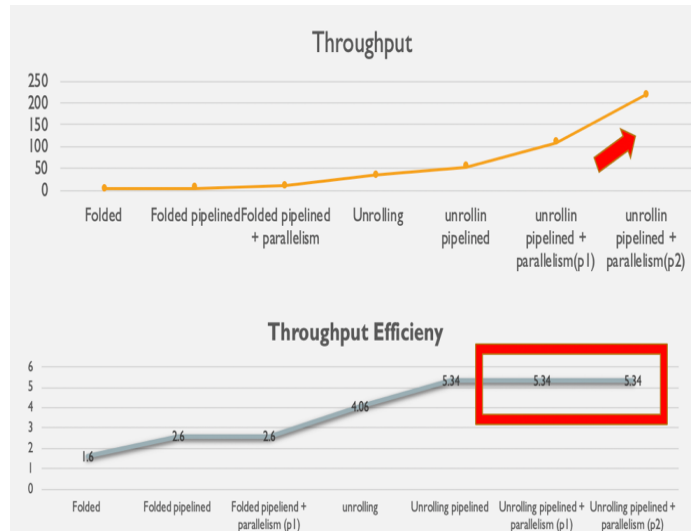 Throughput
250
200
150
100
50
0
Folded
Folded pipelined
Folded pipelined
+ parallelism
Unrolling
unrollin
pipelined
unrollin
pipelined +
parallelism(p1)
unrollin
pipelined +
parallelism(p2)
Throughput Efficieny
6
5
4
3
2
1
0
1.6
2.6
2.6
4.06
5.34
5.34
5.34
Folded
Folded pipelined
Folded pipeliend +
parallelism (p1)
unrolling
Unrolling pipelined
Unrolling pipelined +
parallelism (p1)
Unrolling pipelined +
parallelism (p2)